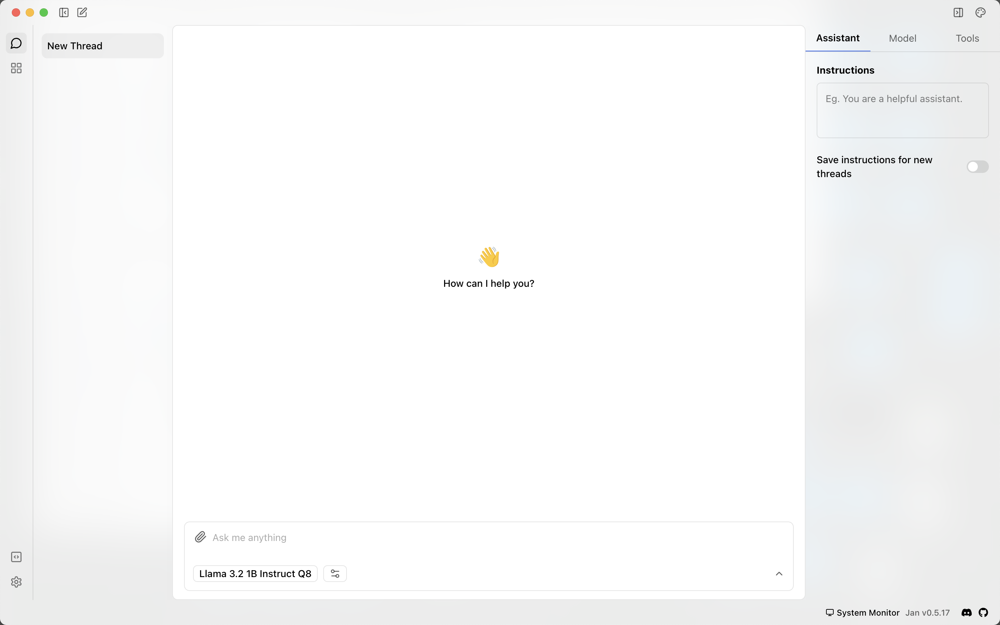 New Thread
Assistant
Model
Tools
Instructions
Eg. You are a helpful assistant.
Save instructions for new
threads
How can I help you?
Ask me anything
Llama 3.2 1B Instruct Q8
System Monitor
Jan v0.5.17